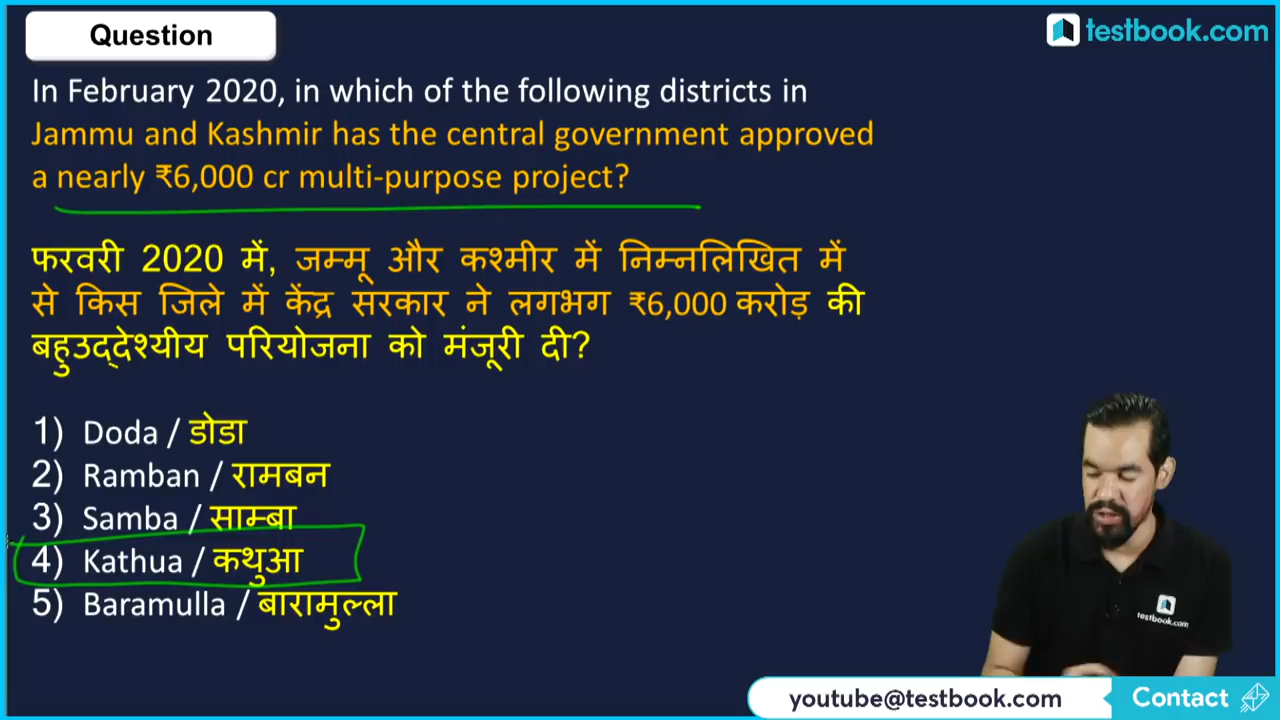 Question
testbook.com
In February 2020, in which of the following districts in
Jammu and Kashmir has the central government approved
a nearly ₹6,000 cr multi-purpose project?
फरवरी 2020 में, जम्मू और कश्मीर में निम्नलिखित में
से किस जिले में केंद्र सरकार ने लगभग ₹6,000 करोड़ की
बहुउद्देश्यीय परियोजना को मंजूरी दी?
1) Doda / डोडा
2) Ramban / रामबन
3) Samba / साम्बा
4) Kathua / कथुआ
5) Baramulla / बारामुल्ला
testbook.com
youtube@testbook.com
Contact